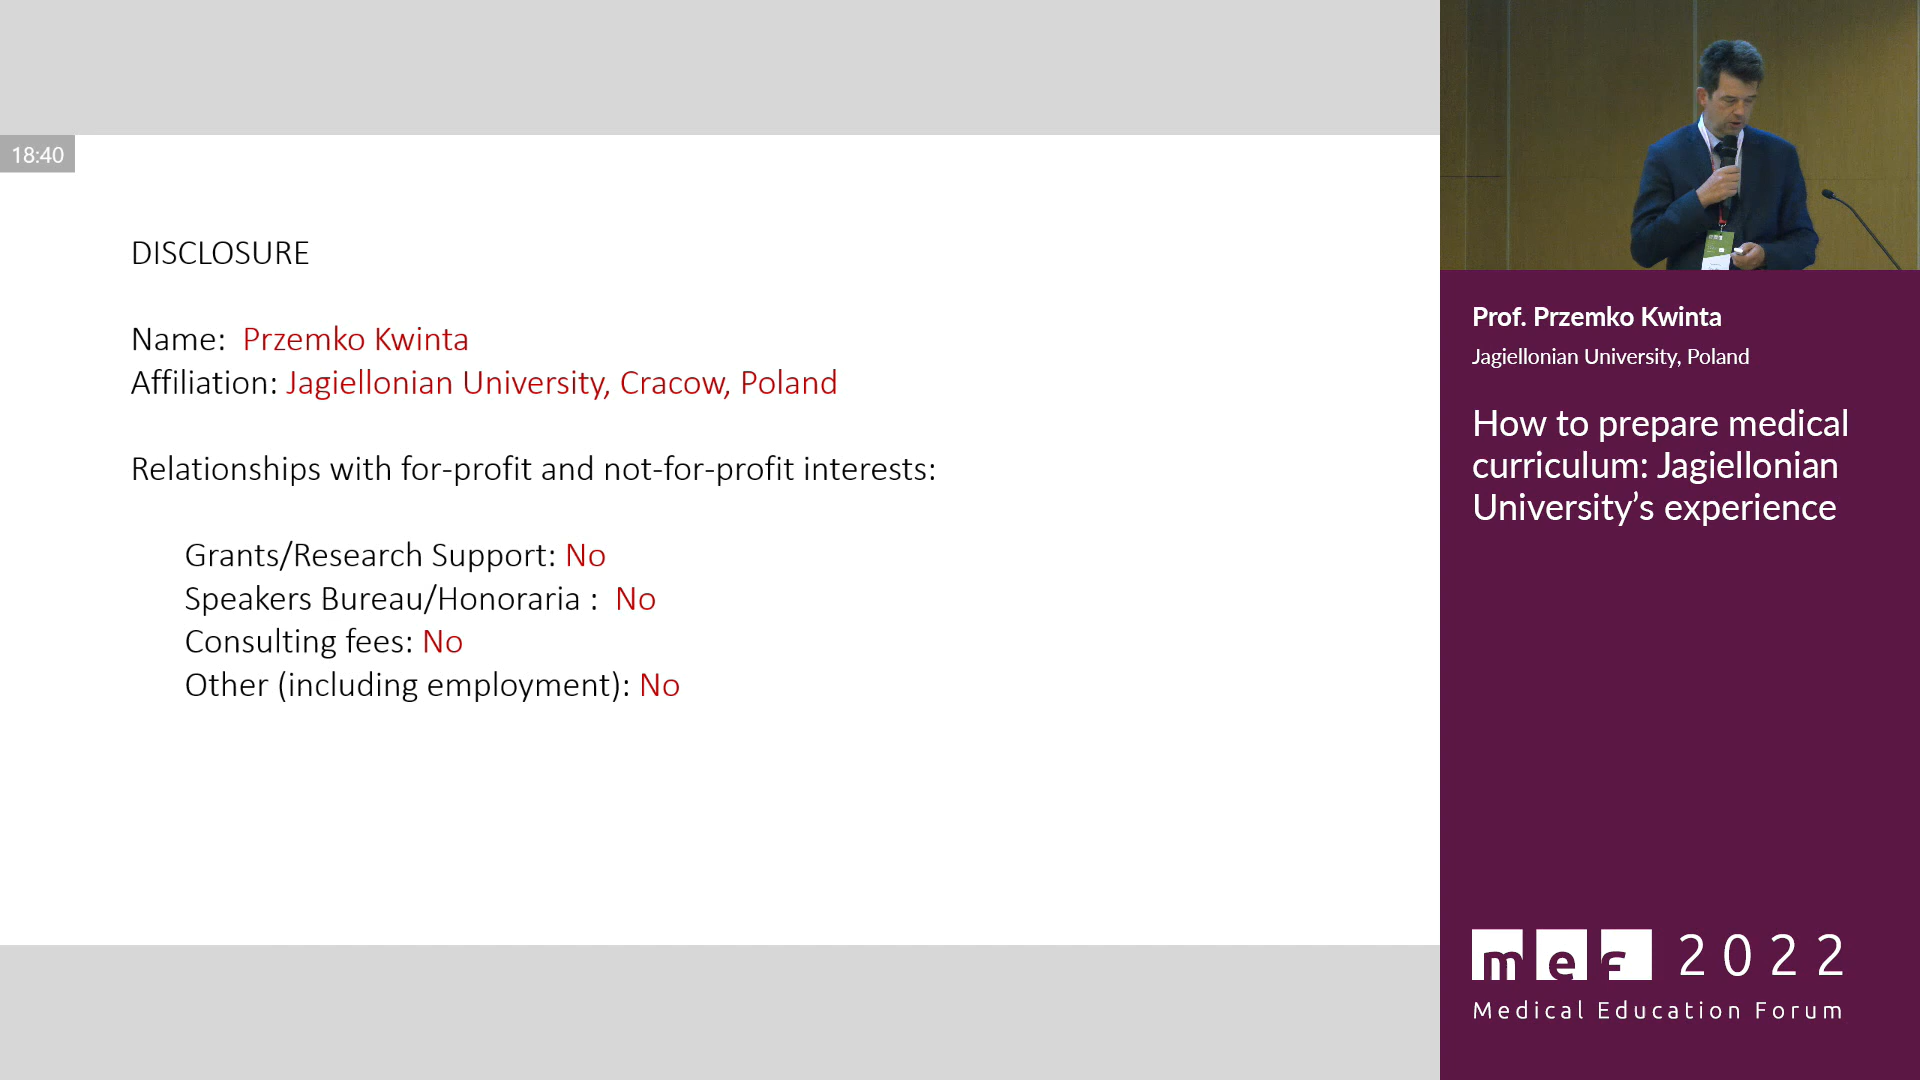 18:40
DISCLOSURE
Name: Przemko Kwinta
Affiliation: Jagiellonian University, Cracow, Poland
Relationships with for-profit and not-for-profit interests:
Grants/Research Support: No
Speakers Bureau/Honoraria : No
Consulting fees: No
Other (including employment): No
Prof. Przemko Kwinta
Jagiellonian University, Poland
How to prepare medical
curriculum: Jagiellonian
University’s experience
mef 2022
Medical Education Forum